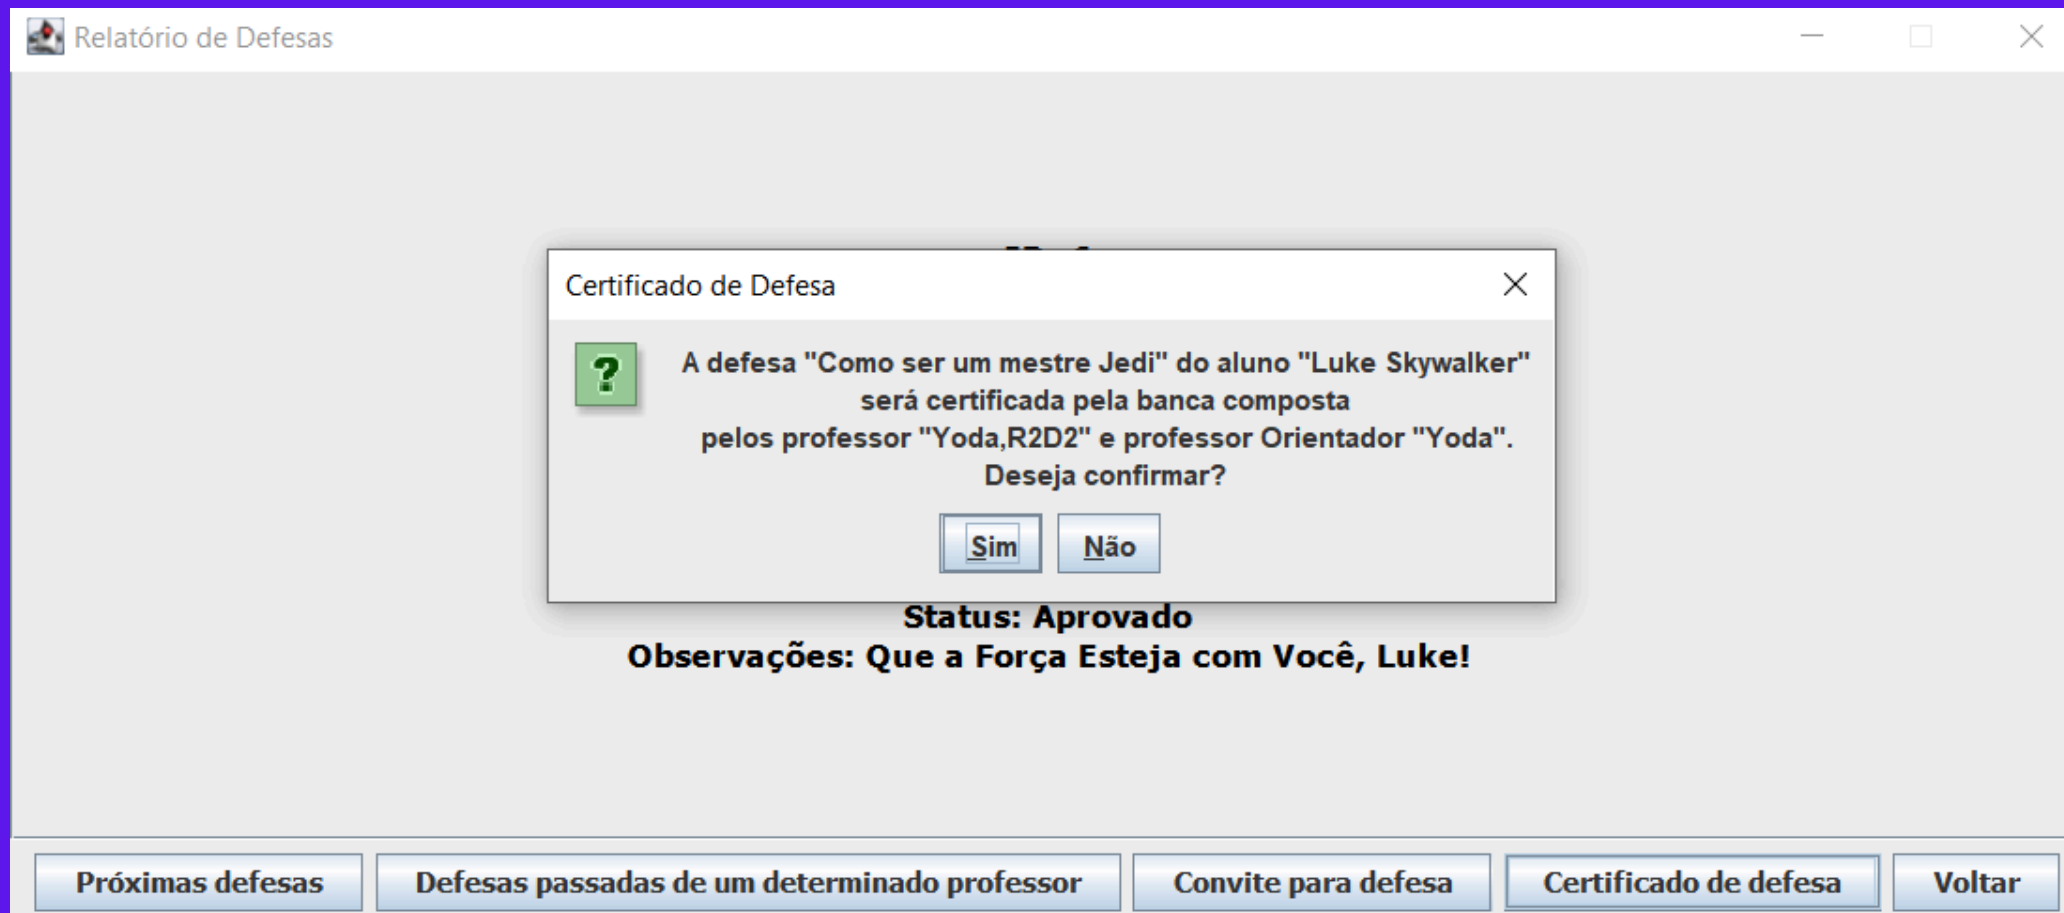 Relatório de Defesas
Certificado de Defesa
A defesa "Como ser um mestre Jedi" do aluno "Luke Skywalker"
será certificada pela banca composta
pelos professor "Yoda,R2D2" e professor Orientador "Yoda".
Deseja confirmar?
Sim Não
Status: Aprovado
Observações: Que a Força Esteja com Você, Luke!
Próximas defesas Defesas passadas de um determinado professor Convite para defesa Certificado de defesa Voltar